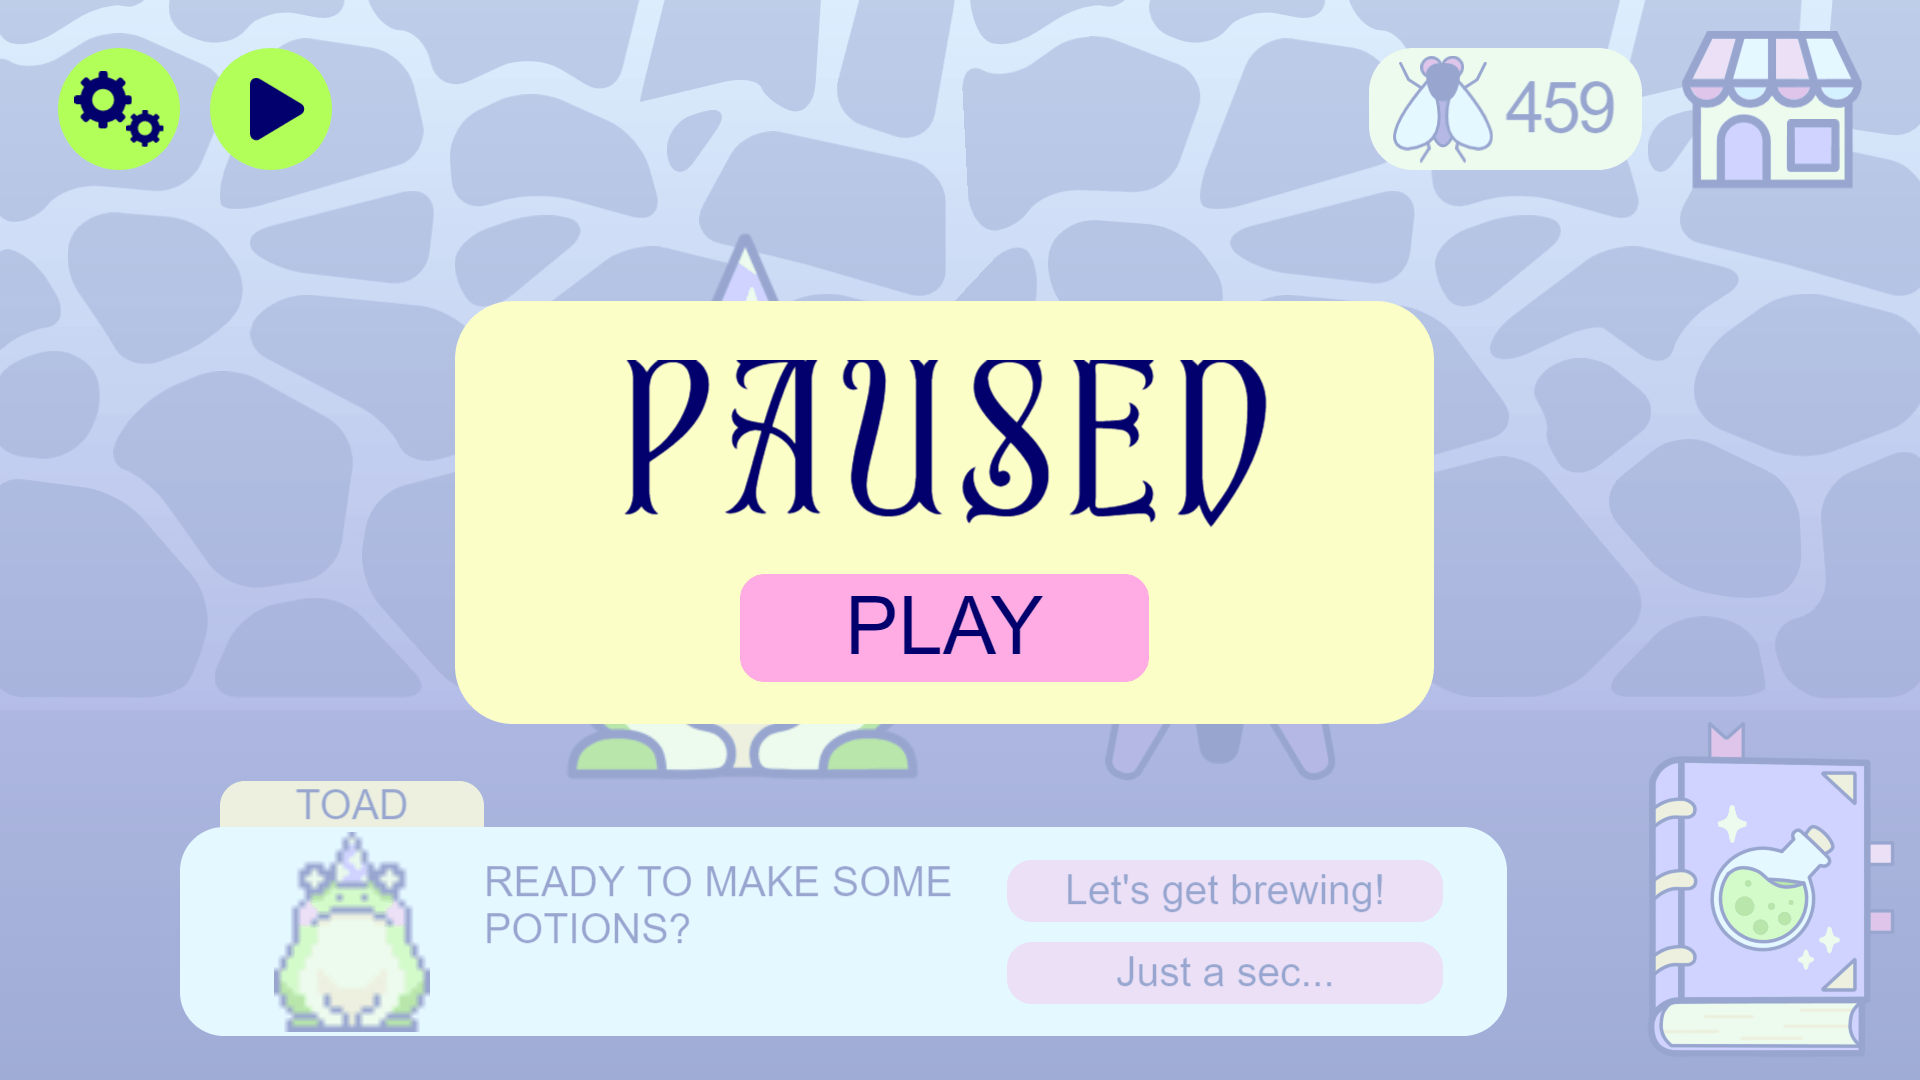 459
PAUSED
PLAY
TOAD
READY TO MAKE SOME
POTIONS?
Let's get brewing!
Just a sec...